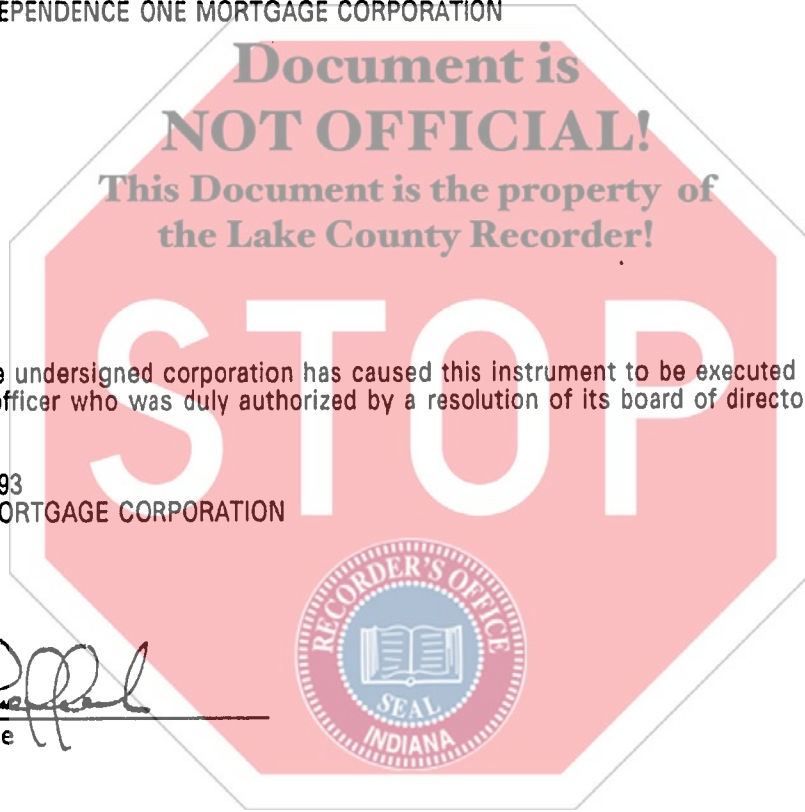 EPENDENCE ONE MORTGAGE CORPORATION
Document is
NOT OFFICIAL!
This Document is the property of
the Lake County Recorder!
STOP
e undersigned corporation has caused this instrument to be executed
officer who was duly authorized by a resolution of its board of directo
93
ORTGAGE CORPORATION
RECORDER'S OFFICE
SEAL
INDIANA
e